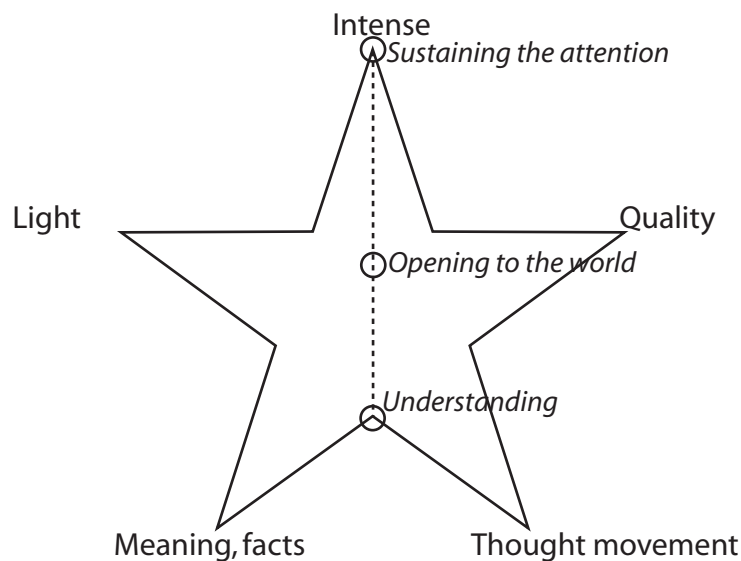 Intense
Sustaining the attention
Light
Quality
Opening to the world
Understanding
Meaning, facts
Thought movement